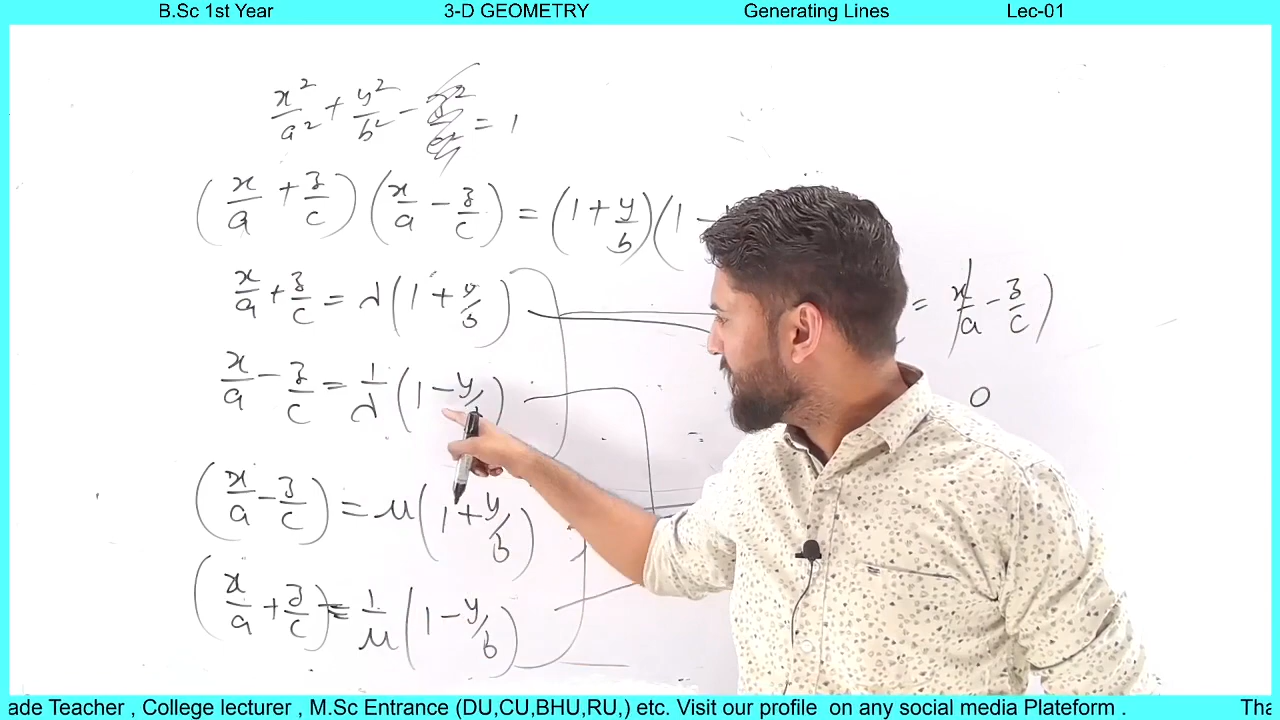 B.Sc 1st Year 3-D GEOMETRY Generating Lines Lec-01
x²/a² + y²/b² - z²/c² = 1
(x/a + z/c) (x/a - z/c) = (1 + y/b) (1 -
x/a + z/c = λ (1 + y/b)
= x/a - z/c)
x/a - z/c = 1/λ (1 - y/b)
0
(x/a - z/c) = μ (1 + y/b)
(x/a + z/c) = 1/μ (1 - y/b)
ade Teacher , College lecturer , M.Sc Entrance (DU,CU,BHU,RU,) etc. Visit our profile on any social media Plateform .